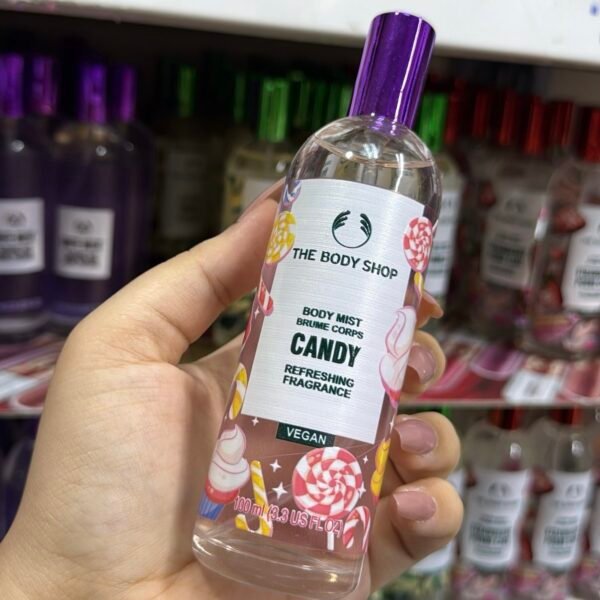 THE BODY SHOP
BODY MIST
BRUME CORPS
CANDY
REFRESHING
FRAGRANCE
VEGAN
100 ml (3.3 US FL OZ)